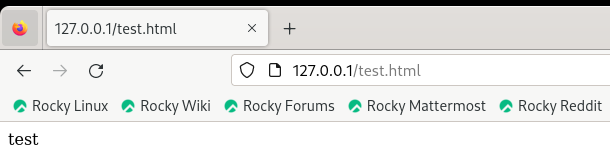 127.0.0.1/test.html
127.0.0.1/test.html
Rocky Linux Rocky Wiki Rocky Forums Rocky Mattermost Rocky Reddit
test